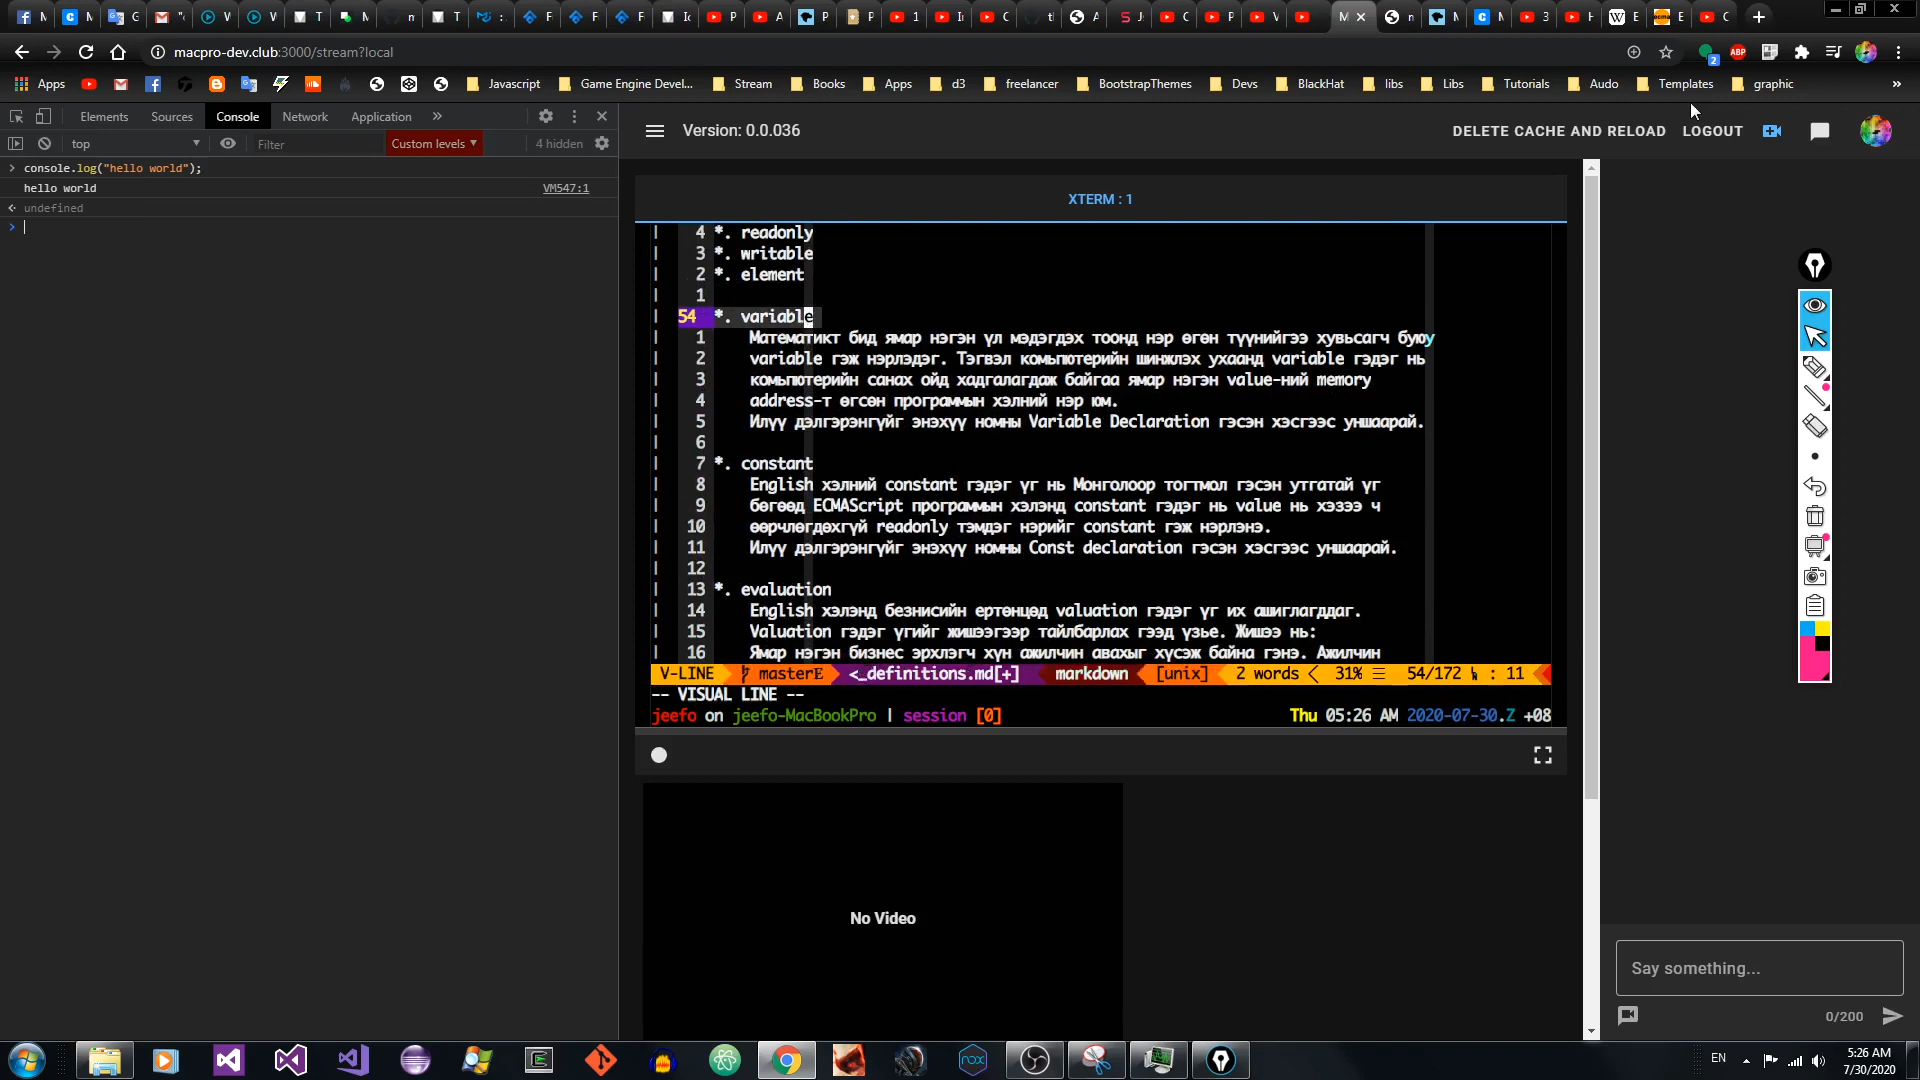 macpro-dev.club:3000/stream?local
Apps
Javascript
Game Engine Devel...
Stream
Books
Apps
d3
freelancer
BootstrapThemes
Devs
BlackHat
libs
Libs
Tutorials
Audo
Templates
graphic
»
Elements
Sources
Console
Network
Application
»
top
Filter
Custom levels
4 hidden
console.log("hello world");
hello world
VM547:1
undefined
Version: 0.0.036
DELETE CACHE AND RELOAD
LOGOUT
XTERM : 1
4 *. readonly
3 *. writable
2 *. element
1
54 *. variable
1 Математикт бид ямар нэгэн үл мэдэгдэх тоонд нэр өгөн түүнийгээ хувьсагч буюу
2 variable гэж нэрлэдэг. Тэгвэл комьпютерийн шинжлэх ухаанд variable гэдэг нь
3 комьпютерийн санах ойд хадгалагдаж байгаа ямар нэгэн value-ний memory
4 address-т өгсөн программын хэлний нэр юм.
5 Илүү дэлгэрэнгүйг энэхүү номны Variable Declaration гэсэн хэсгээс уншаарай.
6
7 *. constant
8 English хэлний constant гэдэг үг нь Монголоор тогтмол гэсэн утгатай үг
9 бөгөөд ECMAScript программын хэлэнд constant гэдэг нь value нь хэзээ ч
10 өөрчлөгдөхгүй readonly тэмдэг нэрийг constant гэж нэрлэнэ.
11 Илүү дэлгэрэнгүйг энэхүү номны Const declaration гэсэн хэсгээс уншаарай.
12
13 *. evaluation
14 English хэлэнд безнисийн ертөнцөд valuation гэдэг үг их ашиглагддаг.
15 Valuation гэдэг үгийг жишээгээр тайлбарлах гээд үзье. Жишээ нь:
16 Ямар нэгэн бизнес эрхлэгч хүн ажилчин авахыг хүсэж байна гэнэ. Ажилчин
V-LINE masterE <_definitions.md[+] markdown [unix] 2 words < 31% ☰ 54/172 : 11
-- VISUAL LINE --
jeefo on jeefo-MacBookPro | session [0]
Thu 05:26 AM 2020-07-30.Z +08
No Video
Say something...
0/200
EN
5:26 AM
7/30/2020